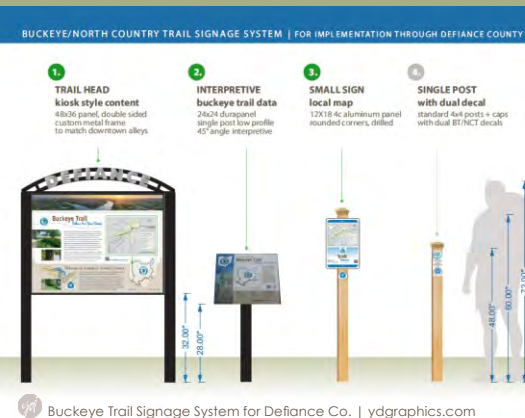 BUCKEYE/NORTH COUNTRY TRAIL SIGNAGE SYSTEM | FOR IMPLEMENTATION THROUGH DEFIANCE COUNTY
1.
TRAIL HEAD
kiosk style content
48x36 panel, double sided
custom metal frame
to match downtown alleys
2.
INTERPRETIVE
buckeye trail data
24x24 durapanel
single post low profile
45° angle interpretive
3.
SMALL SIGN
local map
12X18 4c aluminum panel
rounded corners, drilled
4.
SINGLE POST
with dual decal
standard 4x4 posts + caps
with dual BT/NCT decals
DEFIANCE
Buckeye Trail
Buckeye Trail
32.00"
28.00"
48.00"
60.00"
72.00"
Buckeye Trail Signage System for Defiance Co. | ydgraphics.com